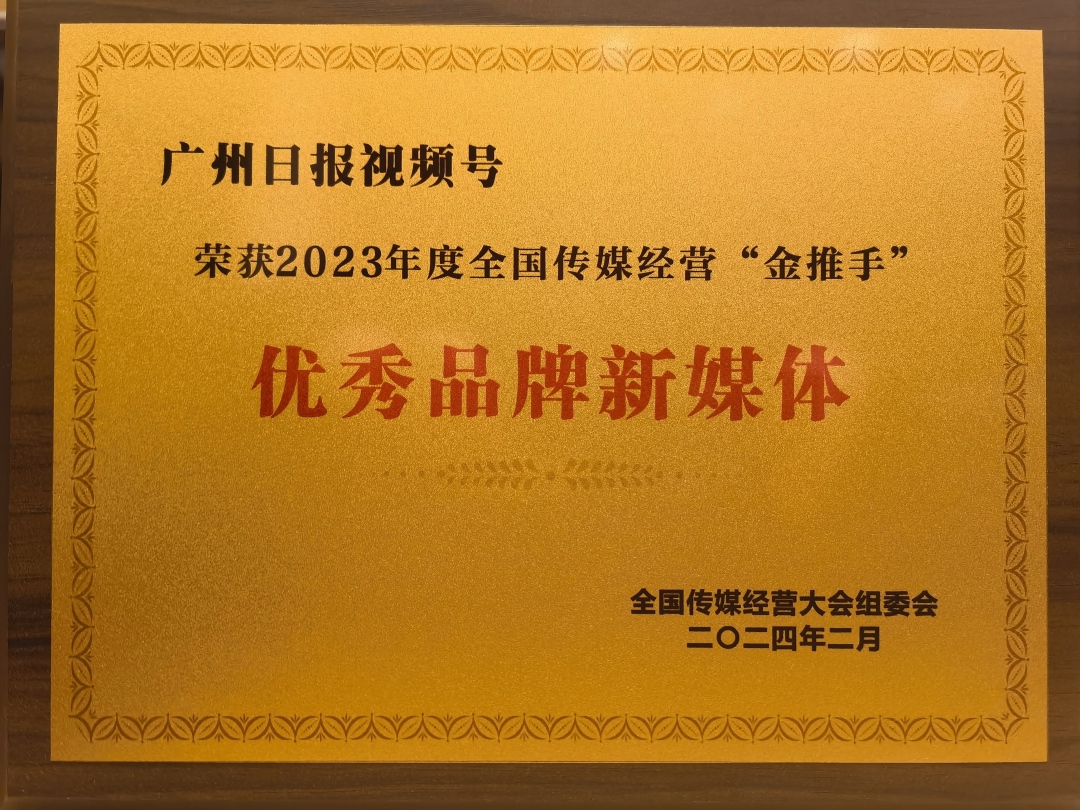 广州日报视频号
荣获2023年度全国传媒经营“金推手”
优秀品牌新媒体
全国传媒经营大会组委会
二〇二四年二月